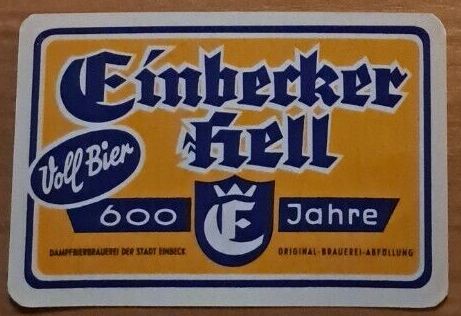 Einbecker
Hell
Voll Bier
600 E Jahre
DAMPFBIERBRAUEREI DER STADT EINBECK ORIGINAL-BRAUEREI-ABFÜLLUNG